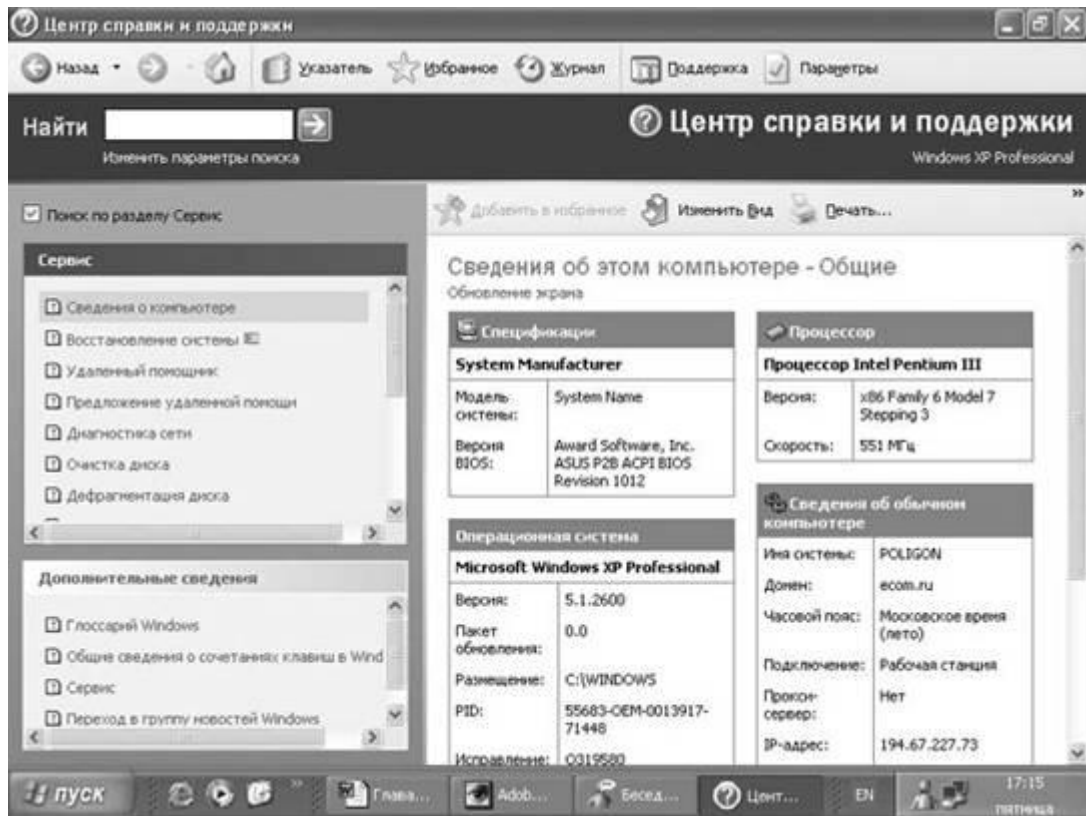 Центр справки и поддержки
Назад
Указатель
Избранное
Журнал
Поддержка
Параметры
Найти
Изменить параметры поиска
Центр справки и поддержки
Windows XP Professional
Поиск по разделу Сервис
Сервис
Сведения о компьютере
Восстановление системы
Удаленный помощник
Предложение удаленной помощи
Диагностика сети
Очистка диска
Дефрагментация диска
Дополнительные сведения
Глоссарий Windows
Общие сведения о сочетаниях клавиш в Wind
Сервис
Переход в группу новостей Windows
Добавить в избранное
Изменить Вид
Печать...
Сведения об этом компьютере - Общие
Обновление экрана
Спецификации
System Manufacturer
Модель системы:
System Name
Версия BIOS:
Award Software, Inc.
ASUS P2B ACPI BIOS
Revision 1012
Операционная система
Microsoft Windows XP Professional
Версия:
5.1.2600
Пакет обновления:
0.0
Размещение:
C:\WINDOWS
PID:
55683-OEM-0013917-
71448
Исправление:
Q319580
Процессор
Процессор Intel Pentium III
Версия:
x86 Family 6 Model 7
Stepping 3
Скорость:
551 МГц
Сведения об обычном
компьютере
Имя системы:
POLIGON
Домен:
ecom.ru
Часовой пояс:
Московское время
(лето)
Подключение:
Рабочая станция
Прокси-
сервер:
Нет
IP-адрес:
194.67.227.73
пуск
Глава...
Adob...
Бесед...
Цент...
EN
17:15
пятница